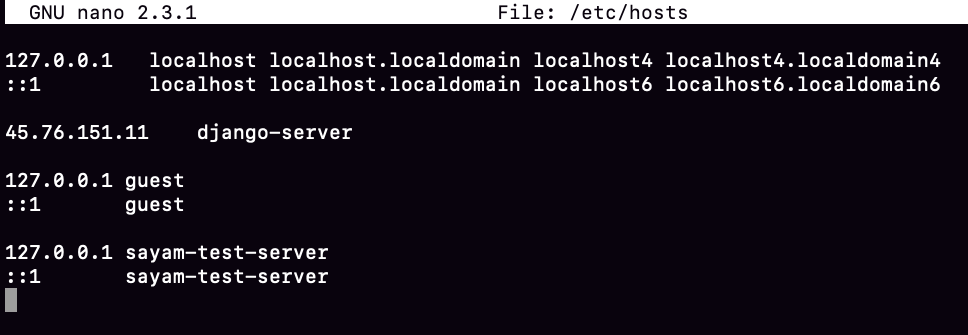 GNU nano 2.3.1 File: /etc/hosts
127.0.0.1 localhost localhost.localdomain localhost4 localhost4.localdomain4
::1 localhost localhost.localdomain localhost6 localhost6.localdomain6
45.76.151.11 django-server
127.0.0.1 guest
::1 guest
127.0.0.1 sayam-test-server
::1 sayam-test-server